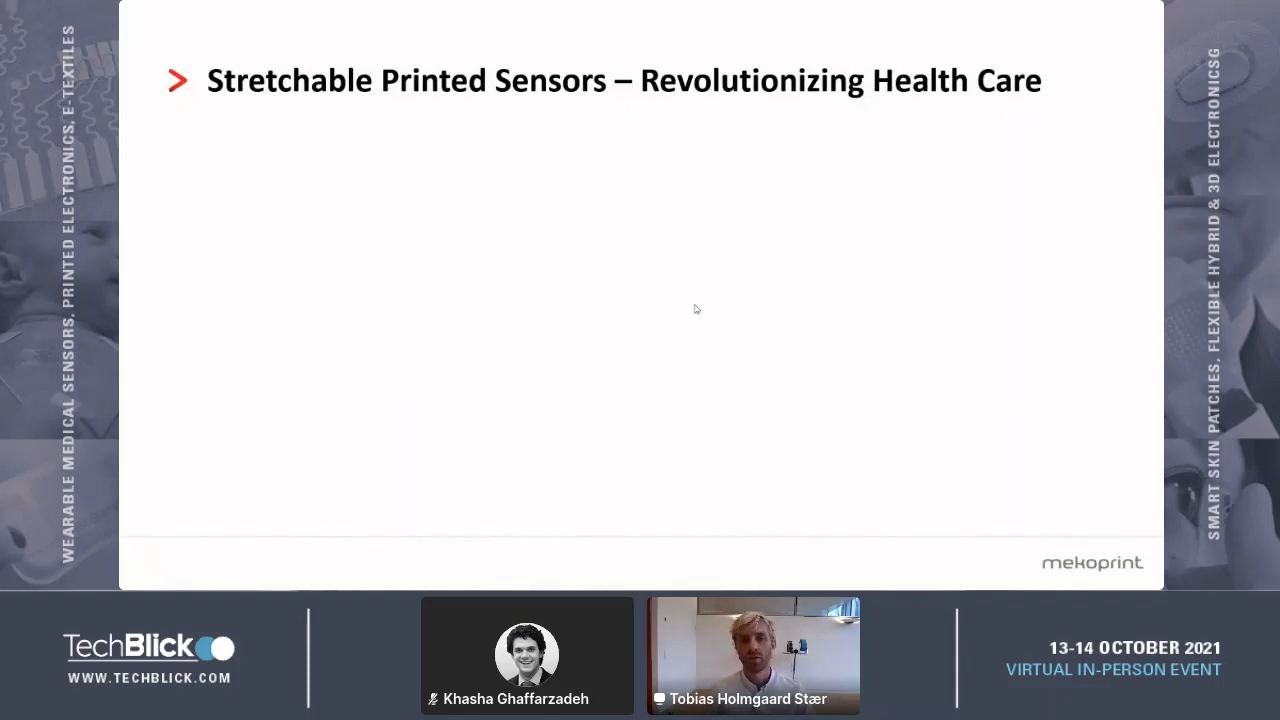 Stretchable Printed Sensors – Revolutionizing Health Care
WEARABLE MEDICAL SENSORS, PRINTED ELECTRONICS, E-TEXTILES
SMART SKIN PATCHES, FLEXIBLE HYBRID & 3D ELECTRONICSG
mekoprint
TechBlick
WWW.TECHBLICK.COM
Khasha Ghaffarzadeh
Tobias Holmgaard Stær
13-14 OCTOBER 2021
VIRTUAL IN-PERSON EVENT